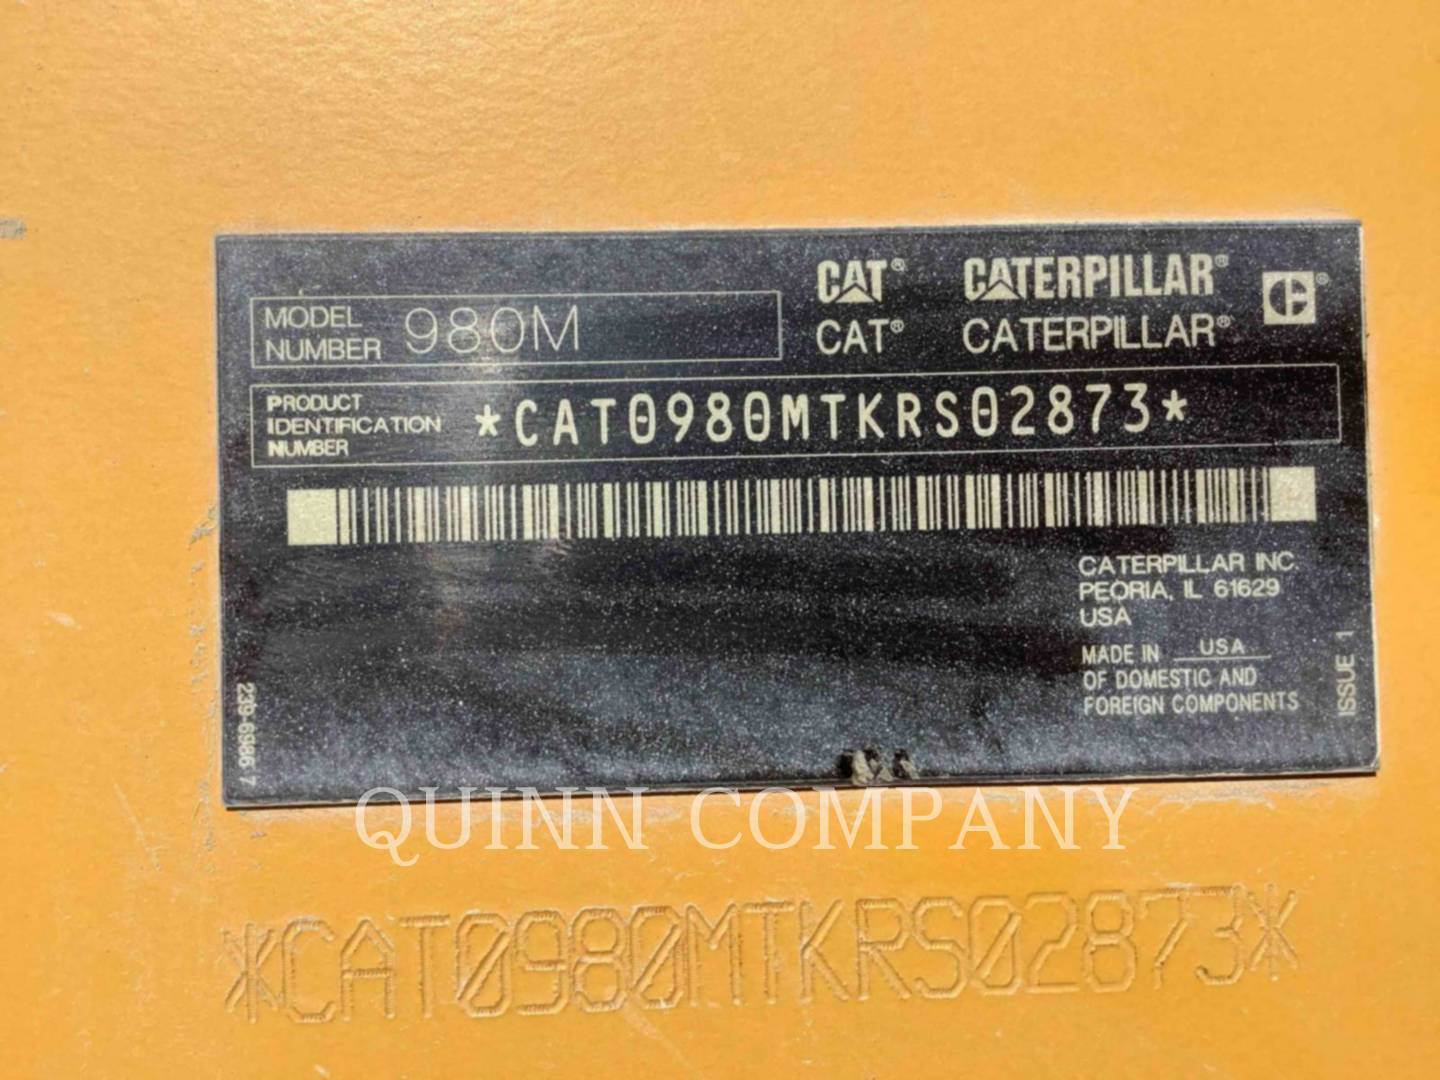 CAT® CATERPILLAR®
CAT® CATERPILLAR®
MODEL NUMBER 980M
PRODUCT IDENTIFICATION NUMBER *CAT0980MTKRS02873*
CATERPILLAR INC.
PEORIA, IL 61629
USA
MADE IN USA
OF DOMESTIC AND
FOREIGN COMPONENTS
ISSUE 1
239-6986 7
QUINN COMPANY
*CAT0980MTKRS02873*